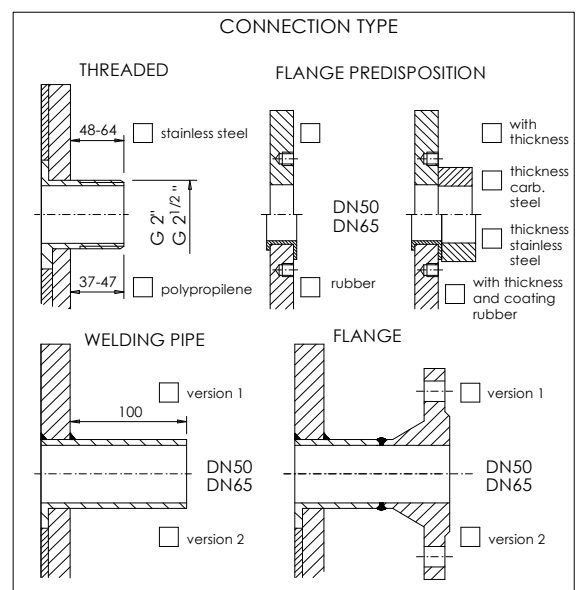 CONNECTION TYPE
THREADED
48-64
stainless steel
G 2"
G 2 1/2"
37-47
polypropilene
FLANGE PREDISPOSITION
DN50
DN65
rubber
with
thickness
thickness
carb.
steel
thickness
stainless
steel
with thickness
and coating
rubber
WELDING PIPE
version 1
100
DN50
DN65
version 2
FLANGE
version 1
DN50
DN65
version 2